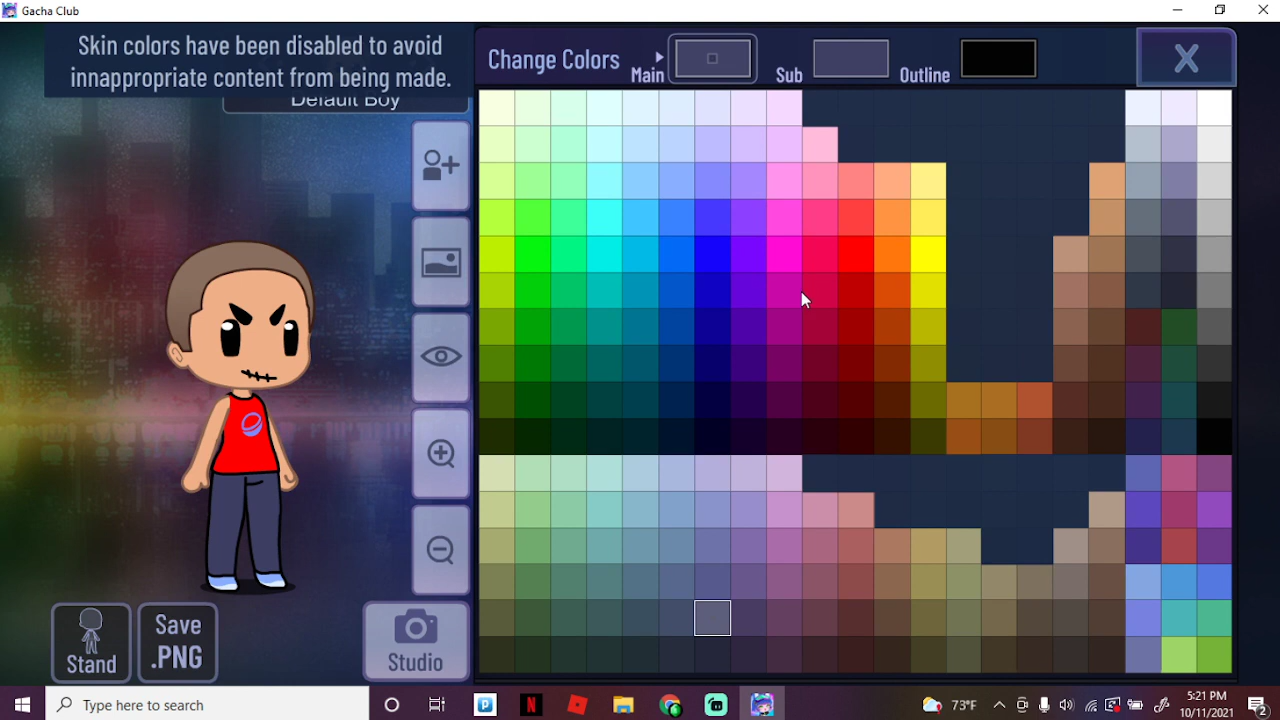 Gacha Club
Skin colors have been disabled to avoid
innappropriate content from being made.
Default Boy
Change Colors
Main
Sub
Outline
X
Stand
Save
.PNG
Studio
Type here to search
73°F
5:21 PM
10/11/2021
2